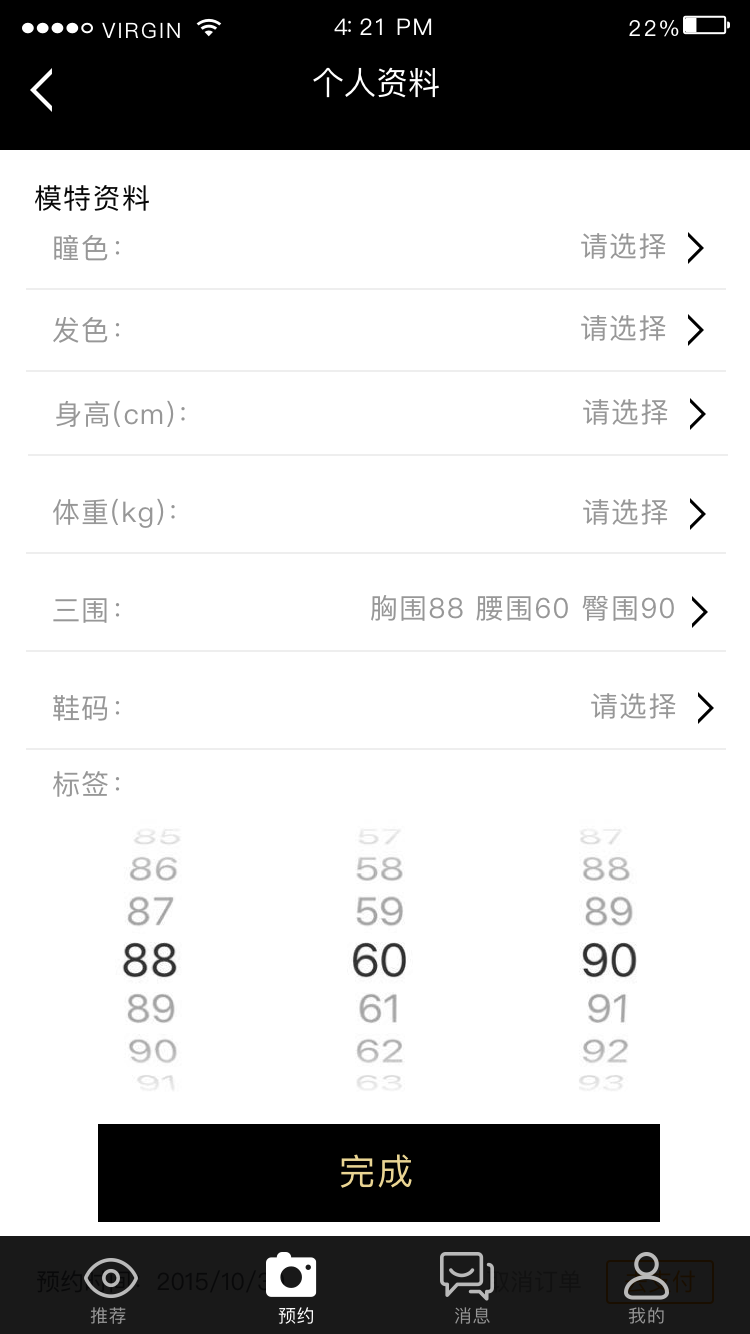 VIRGIN 4:21 PM 22%
个人资料
模特资料
瞳色： 请选择
发色： 请选择
身高(cm)： 请选择
体重(kg)： 请选择
三围： 胸围88 腰围60 臀围90
鞋码： 请选择
标签：
85 57 87
86 58 88
87 59 89
88 60 90
89 61 91
90 62 92
91 63 93
完成
预约 2015/10/3 取消订单 付
推荐 预约 消息 我的